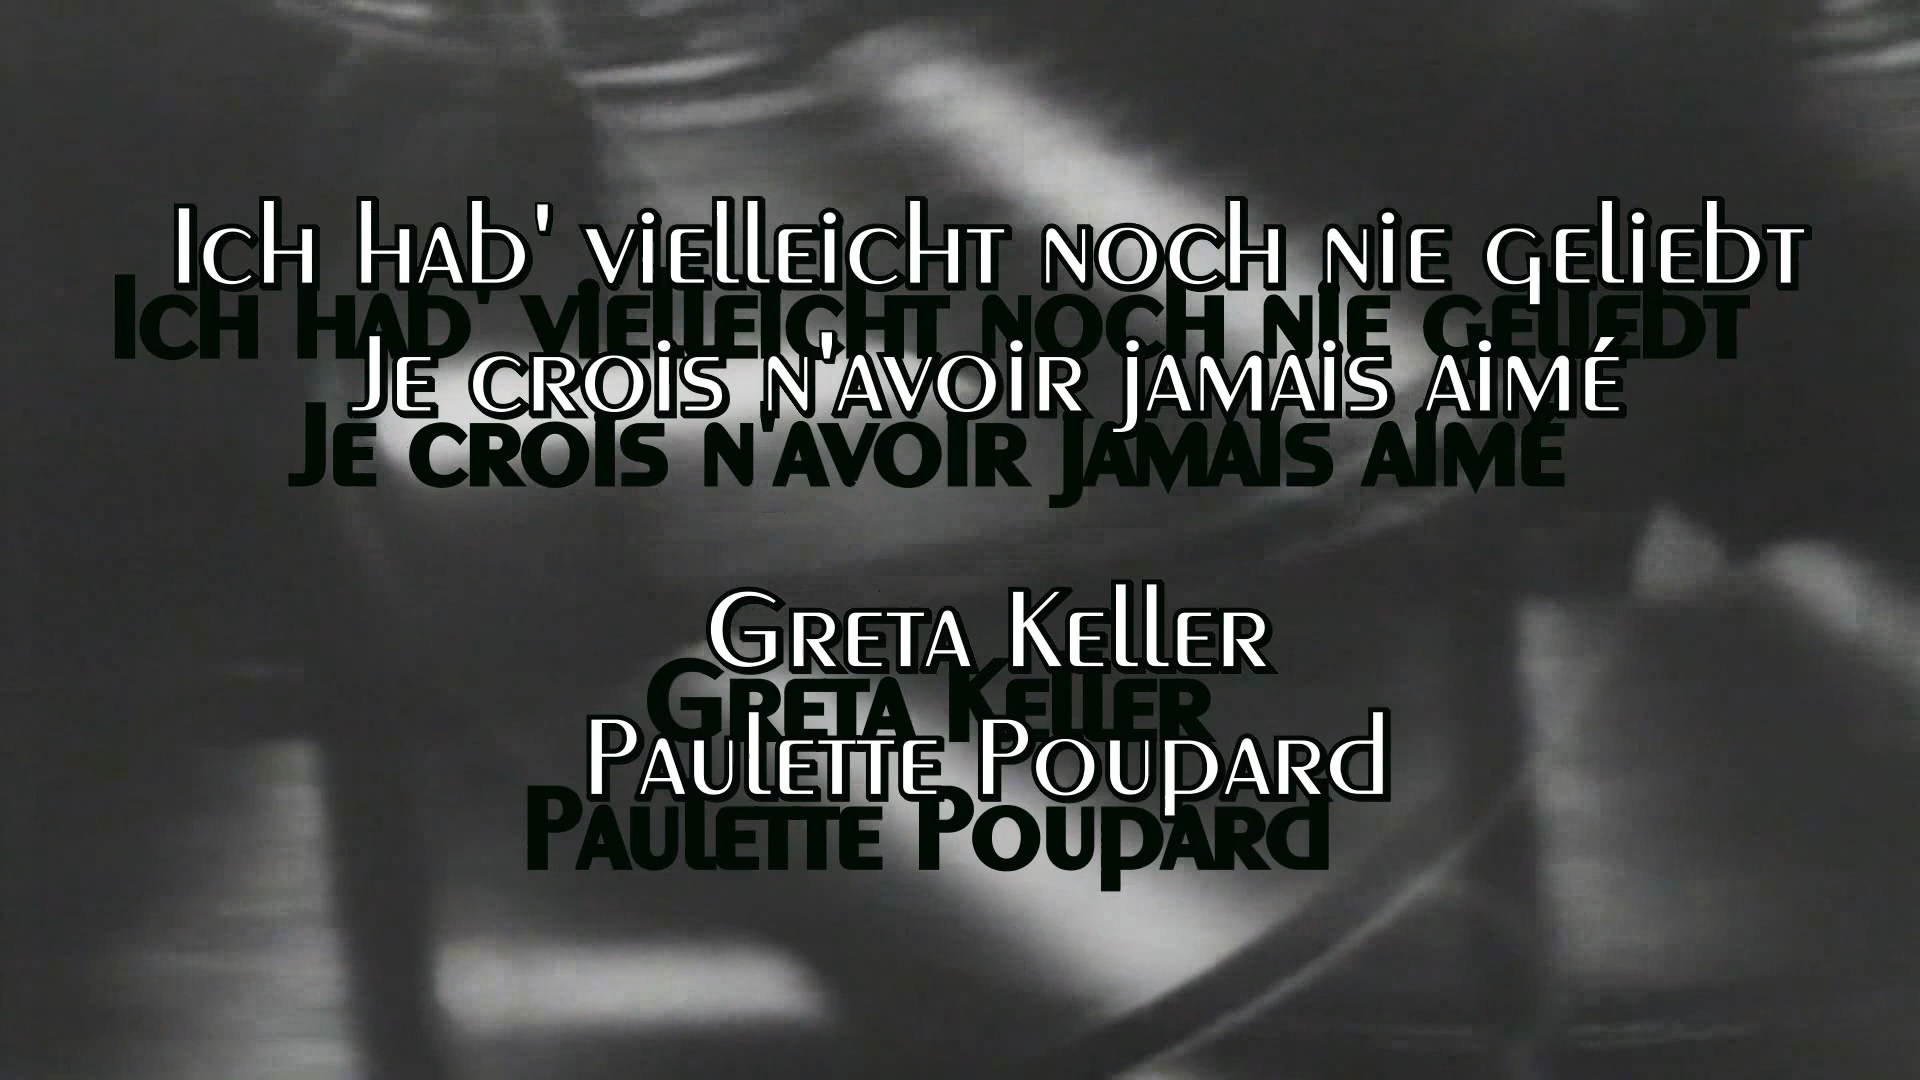 Ich hab' vielleicht noch nie geliebt
Je crois n'avoir jamais aimé
Greta Keller
Paulette Poupard